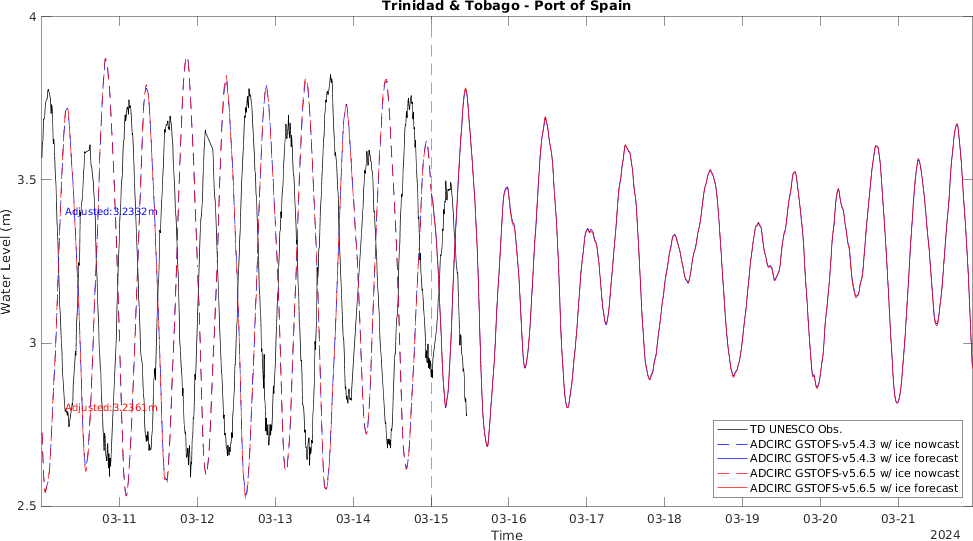 Trinidad & Tobago - Port of Spain
4
3.5
3
2.5
Water Level (m)
Adjusted:3.2332m
Adjusted:3.2361m
TD UNESCO Obs.
ADCIRC GSTOFS-v5.4.3 w/ ice nowcast
ADCIRC GSTOFS-v5.4.3 w/ ice forecast
ADCIRC GSTOFS-v5.6.5 w/ ice nowcast
ADCIRC GSTOFS-v5.6.5 w/ ice forecast
03-11 03-12 03-13 03-14 03-15 03-16 03-17 03-18 03-19 03-20 03-21
Time
2024